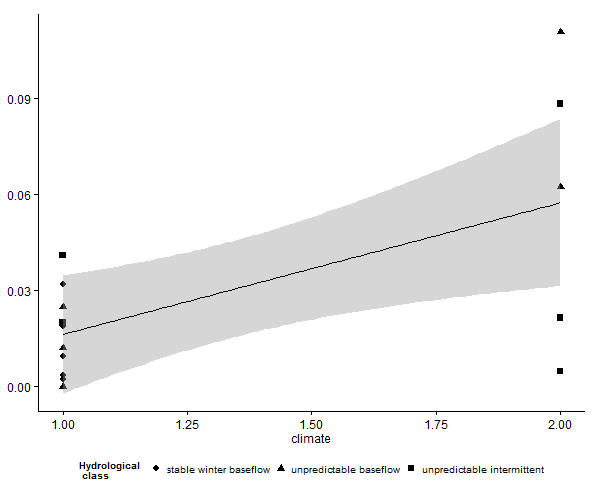 0.09
0.06
0.03
0.00
1.00 1.25 1.50 1.75 2.00
climate
Hydrological
class
stable winter baseflow unpredictable baseflow unpredictable intermittent